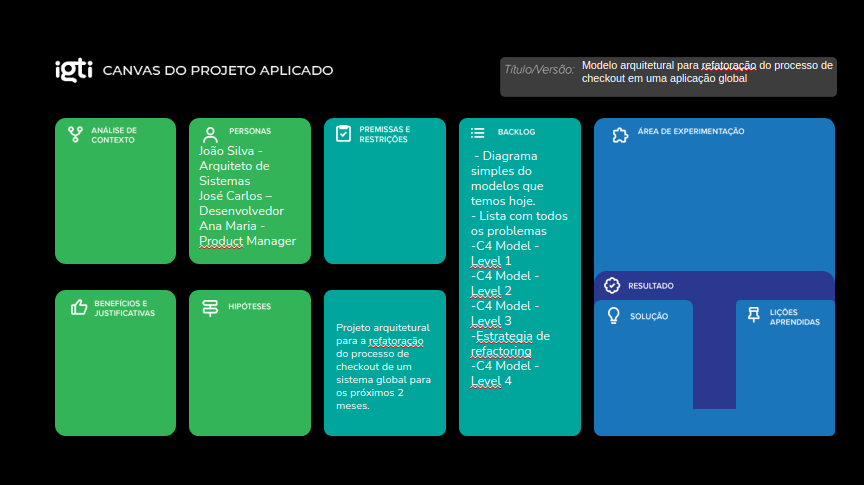 igti CANVAS DO PROJETO APLICADO
Título/Versão:
Modelo arquitetural para refatoração do processo de
checkout em uma aplicação global
ANÁLISE DE
CONTEXTO
PERSONAS
João Silva -
Arquiteto de
Sistemas
José Carlos –
Desenvolvedor
Ana Maria -
Product Manager
PREMISSAS E
RESTRIÇÕES
BACKLOG
- Diagrama
simples do
modelos que
temos hoje.
- Lista com todos
os problemas
-C4 Model -
Level 1
-C4 Model -
Level 2
-C4 Model -
Level 3
-Estrategia de
refactoring
-C4 Model -
Level 4
ÁREA DE EXPERIMENTAÇÃO
BENEFÍCIOS E
JUSTIFICATIVAS
HIPÓTESES
Projeto arquitetural
para a refatoração
do processo de
checkout de um
sistema global para
os próximos 2
meses.
RESULTADO
SOLUÇÃO
LIÇÕES
APRENDIDAS